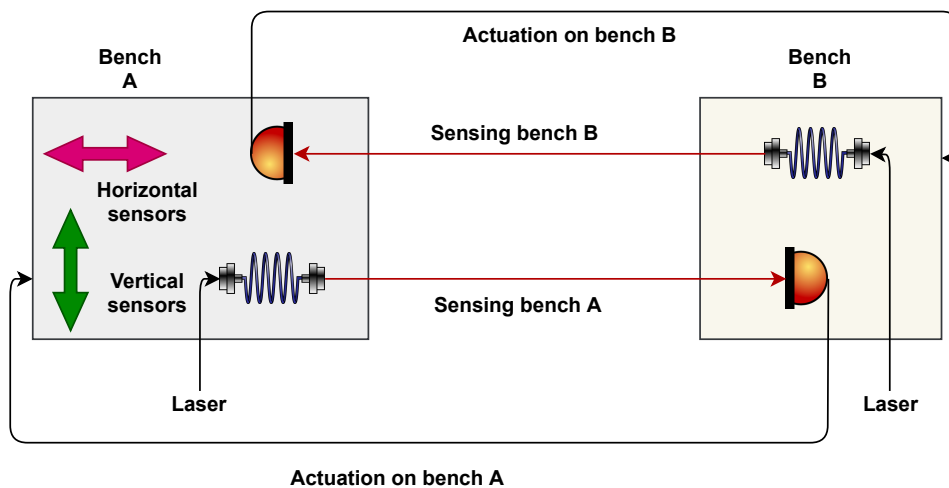 Actuation on bench B
Bench
A
Bench
B
Sensing bench B
Horizontal
sensors
Vertical
sensors
Sensing bench A
Laser
Laser
Actuation on bench A